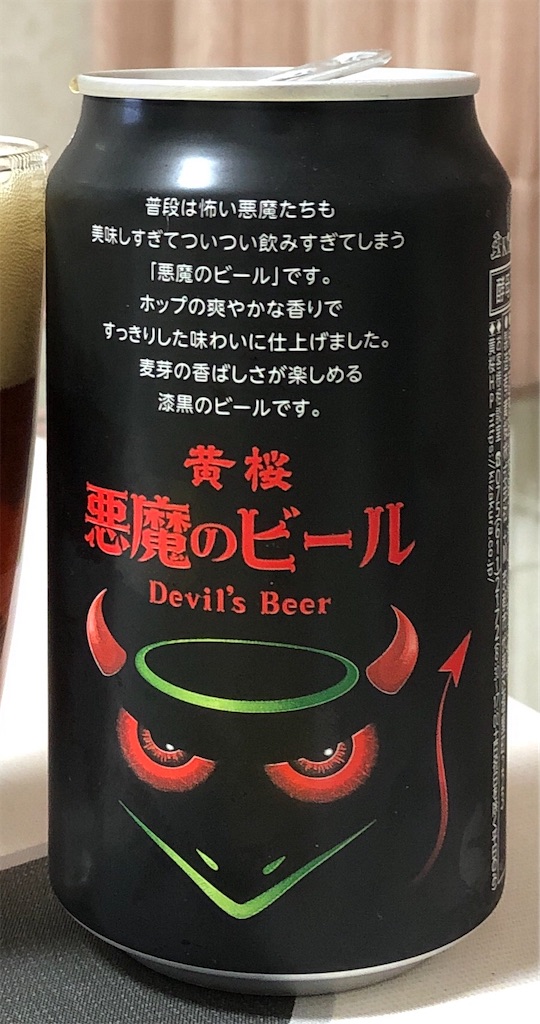 普段は怖い悪魔たちも
美味しすぎてついつい飲みすぎてしまう
「悪魔のビール」です。
ホップの爽やかな香りで
すっきりした味わいに仕上げました。
麦芽の香ばしさが楽しめる
漆黒のビールです。
黄桜
悪魔のビール
Devil's Beer
https://kizakura.co.jp/